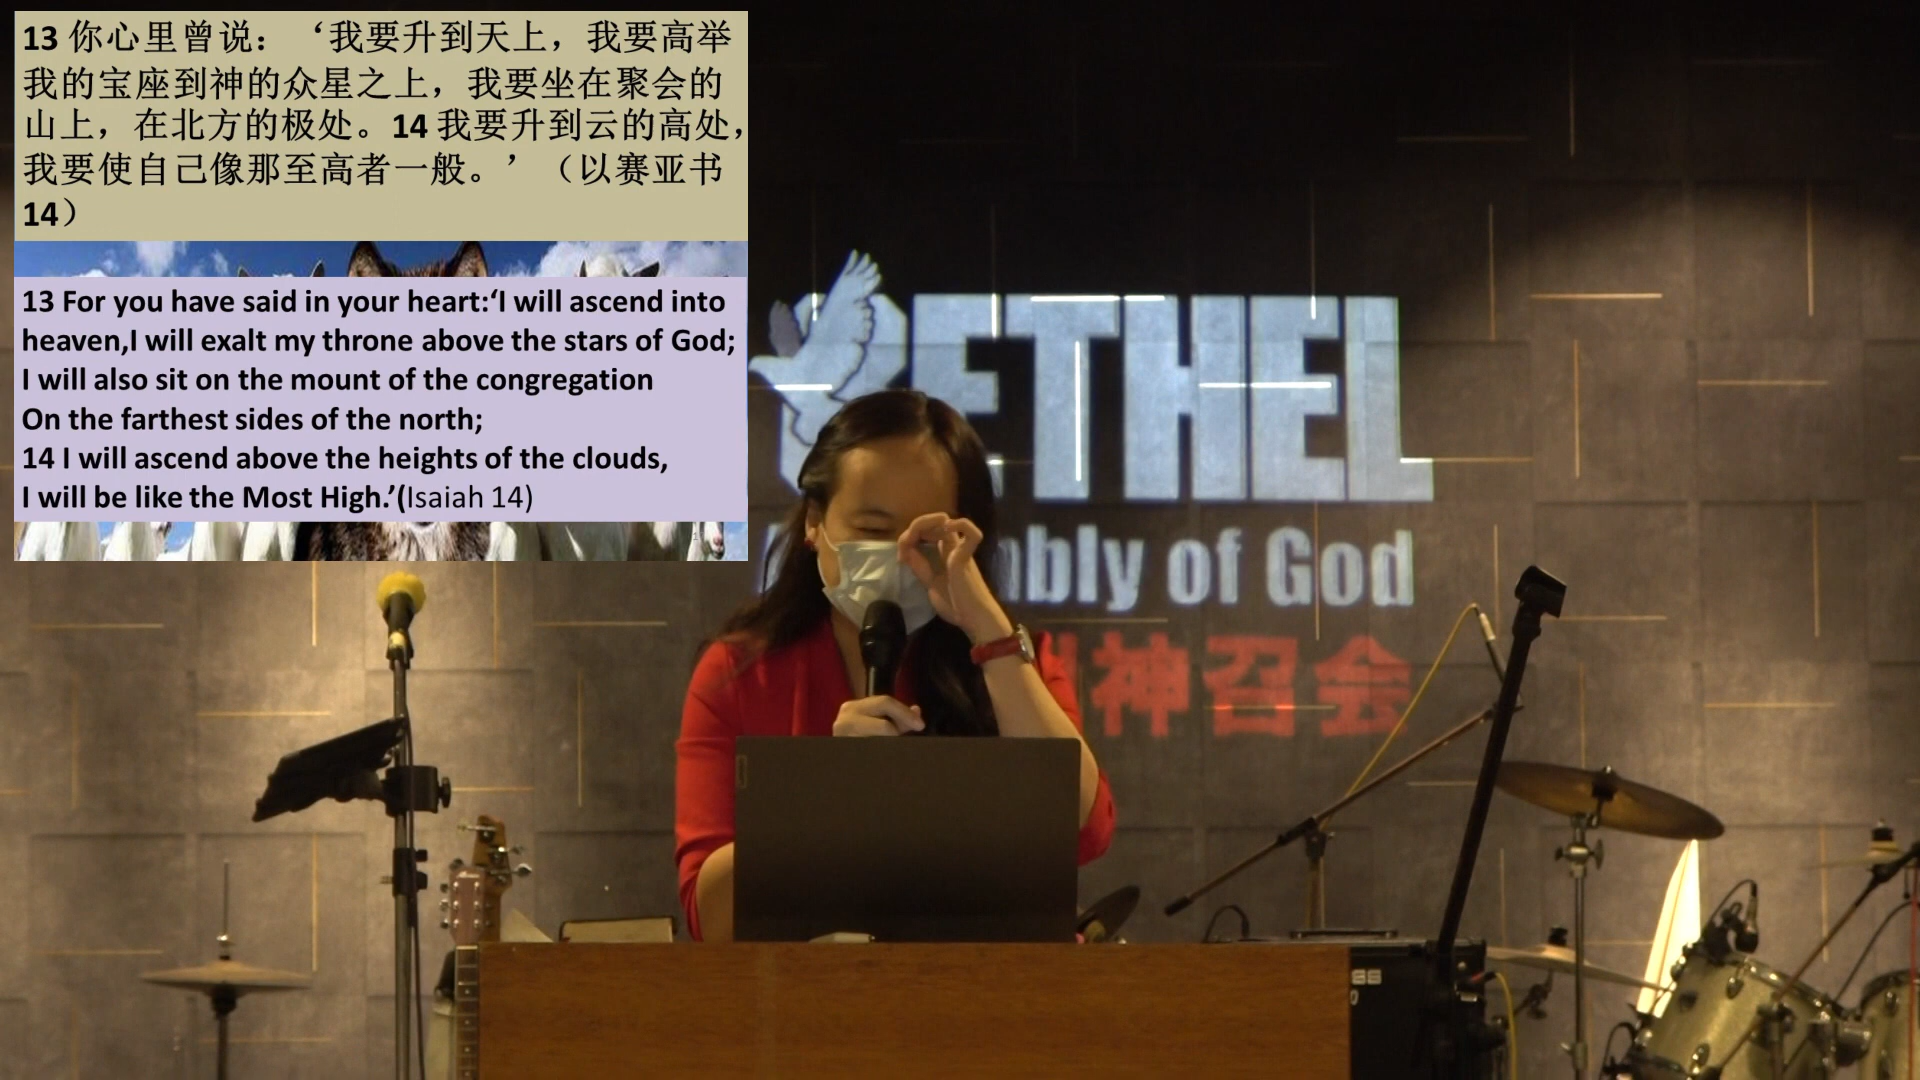 13 你心里曾说： ‘我要升到天上，我要高举
我的宝座到神的众星之上，我要坐在聚会的
山上，在北方的极处。14 我要升到云的高处，
我要使自己像那至高者一般。’ （以赛亚书
14）
13 For you have said in your heart:‘I will ascend into
heaven,I will exalt my throne above the stars of God;
I will also sit on the mount of the congregation
On the farthest sides of the north;
14 I will ascend above the heights of the clouds,
I will be like the Most High.’(Isaiah 14)
ETHEL
mbly of God
神召会